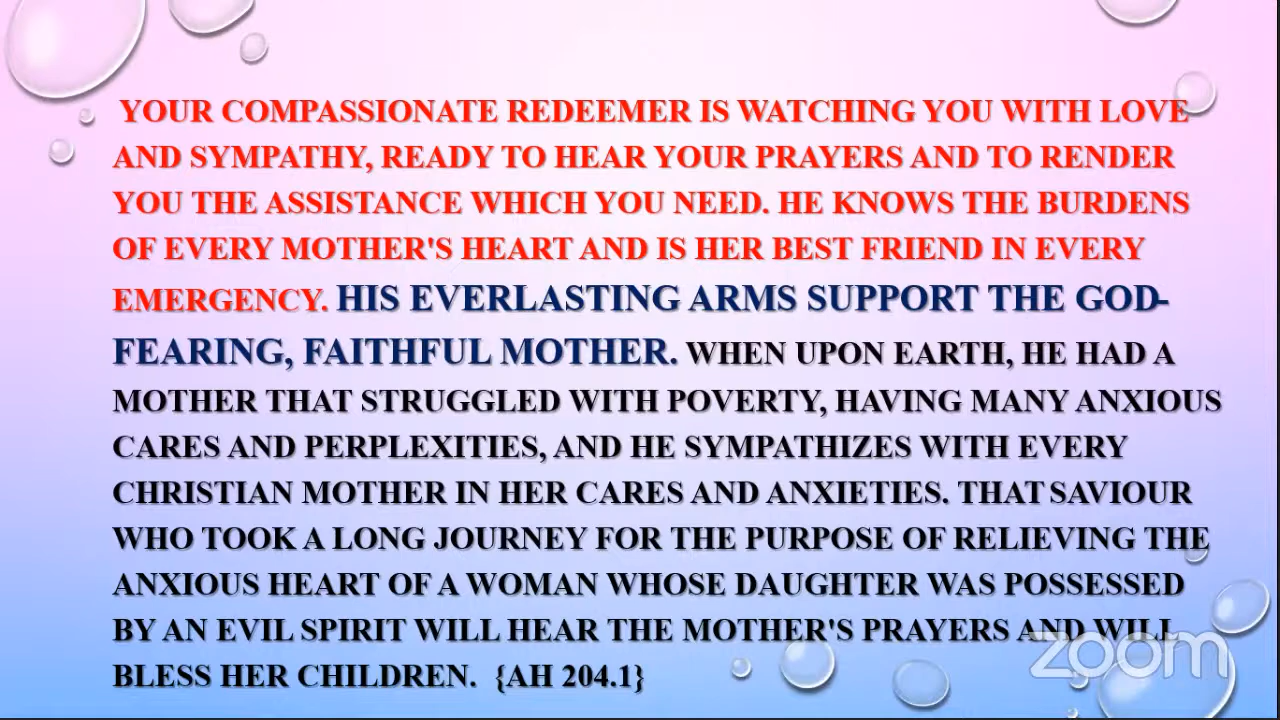 YOUR COMPASSIONATE REDEEMER IS WATCHING YOU WITH LOVE
AND SYMPATHY, READY TO HEAR YOUR PRAYERS AND TO RENDER
YOU THE ASSISTANCE WHICH YOU NEED. HE KNOWS THE BURDENS
OF EVERY MOTHER'S HEART AND IS HER BEST FRIEND IN EVERY
EMERGENCY. HIS EVERLASTING ARMS SUPPORT THE GOD-
FEARING, FAITHFUL MOTHER. WHEN UPON EARTH, HE HAD A
MOTHER THAT STRUGGLED WITH POVERTY, HAVING MANY ANXIOUS
CARES AND PERPLEXITIES, AND HE SYMPATHIZES WITH EVERY
CHRISTIAN MOTHER IN HER CARES AND ANXIETIES. THAT SAVIOUR
WHO TOOK A LONG JOURNEY FOR THE PURPOSE OF RELIEVING THE
ANXIOUS HEART OF A WOMAN WHOSE DAUGHTER WAS POSSESSED
BY AN EVIL SPIRIT WILL HEAR THE MOTHER'S PRAYERS AND WILL
BLESS HER CHILDREN. {AH 204.1}
zoom